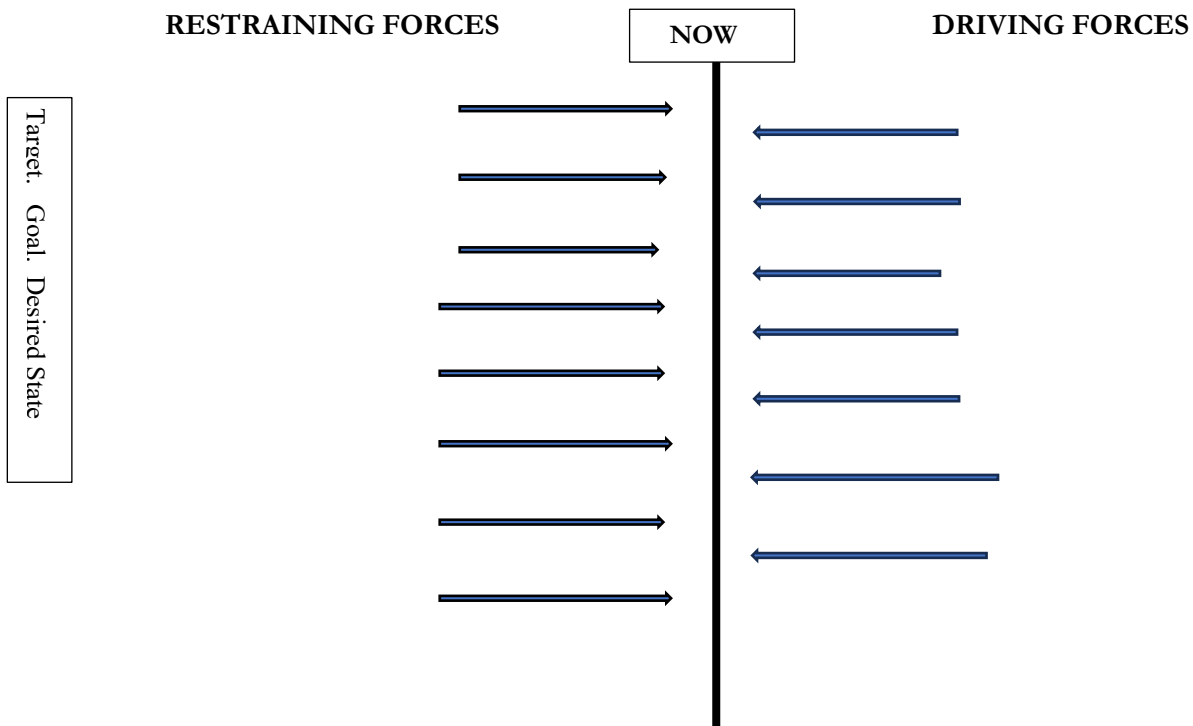 RESTRAINING FORCES
NOW
DRIVING FORCES
Target. Goal. Desired State